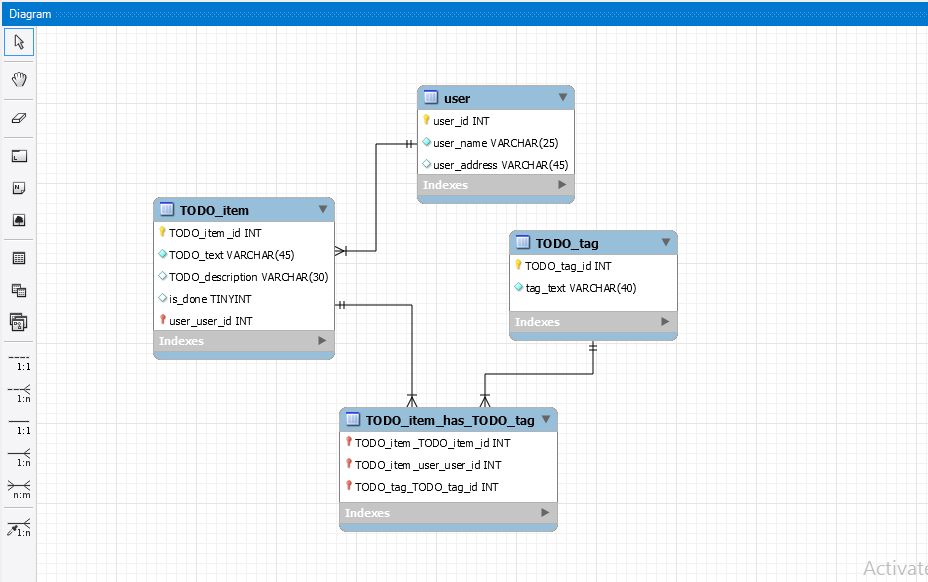 Diagram
user
user_id INT
user_name VARCHAR(25)
user_address VARCHAR(45)
Indexes
TODO_item
TODO_item_id INT
TODO_text VARCHAR(45)
TODO_description VARCHAR(30)
is_done TINYINT
user_user_id INT
Indexes
TODO_tag
TODO_tag_id INT
tag_text VARCHAR(40)
Indexes
TODO_item_has_TODO_tag
TODO_item_TODO_item_id INT
TODO_item_user_user_id INT
TODO_tag_TODO_tag_id INT
Indexes
1:1
1:n
1:1
1:n
n:m
1:n
Activate